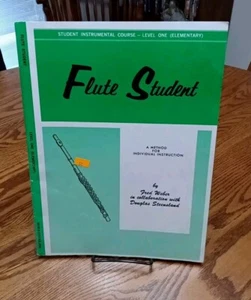 STUDENT INSTRUMENTAL COURSE - LEVEL ONE (ELEMENTARY)
Flute Student
A METHOD
FOR
INDIVIDUAL INSTRUCTION
by
Fred Weber
in collaboration with
Douglas Steensland